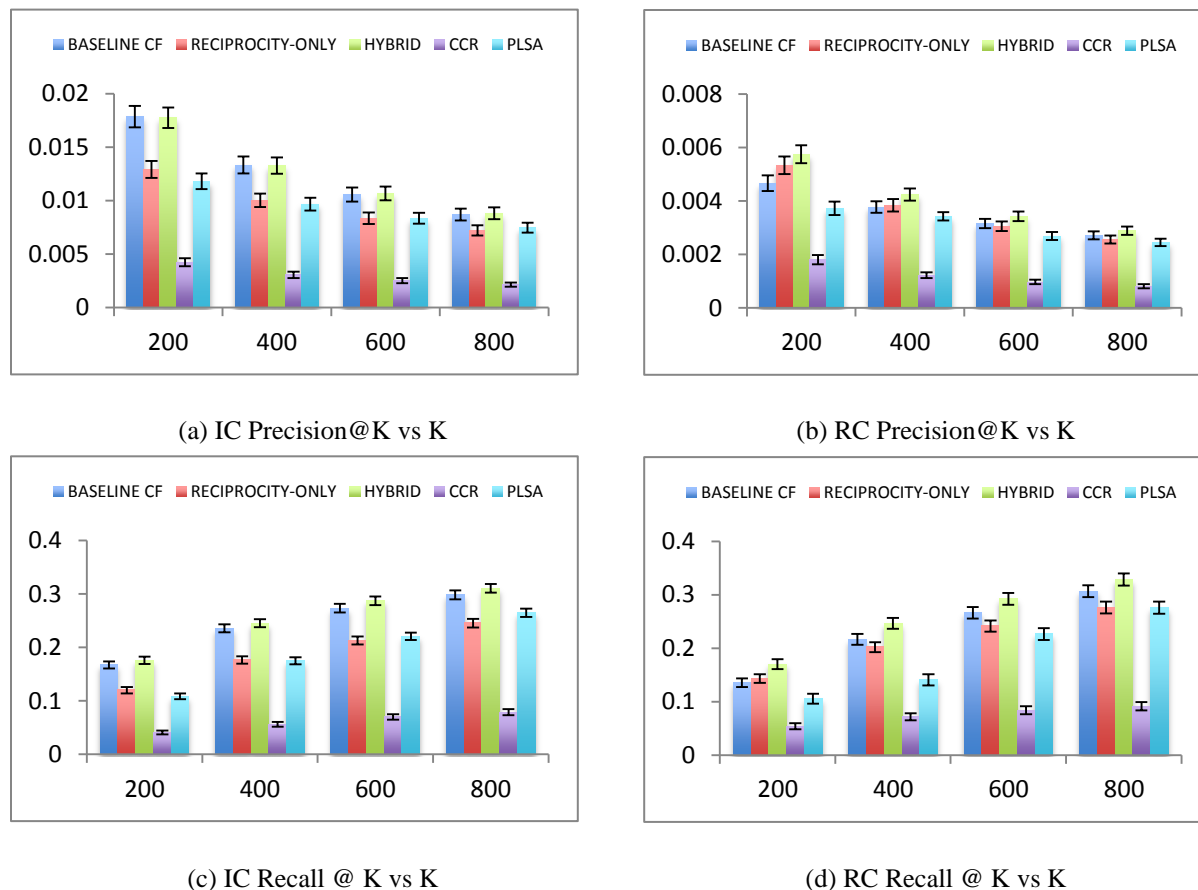 BASELINE CF RECIPROCITY-ONLY HYBRID CCR PLSA
0.02
0.015
0.01
0.005
0
200 400 600 800
(a) IC Precision@K vs K
BASELINE CF RECIPROCITY-ONLY HYBRID CCR PLSA
0.008
0.006
0.004
0.002
0
200 400 600 800
(b) RC Precision@K vs K
BASELINE CF RECIPROCITY-ONLY HYBRID CCR PLSA
0.4
0.3
0.2
0.1
0
200 400 600 800
(c) IC Recall @ K vs K
BASELINE CF RECIPROCITY-ONLY HYBRID CCR PLSA
0.4
0.3
0.2
0.1
0
200 400 600 800
(d) RC Recall @ K vs K